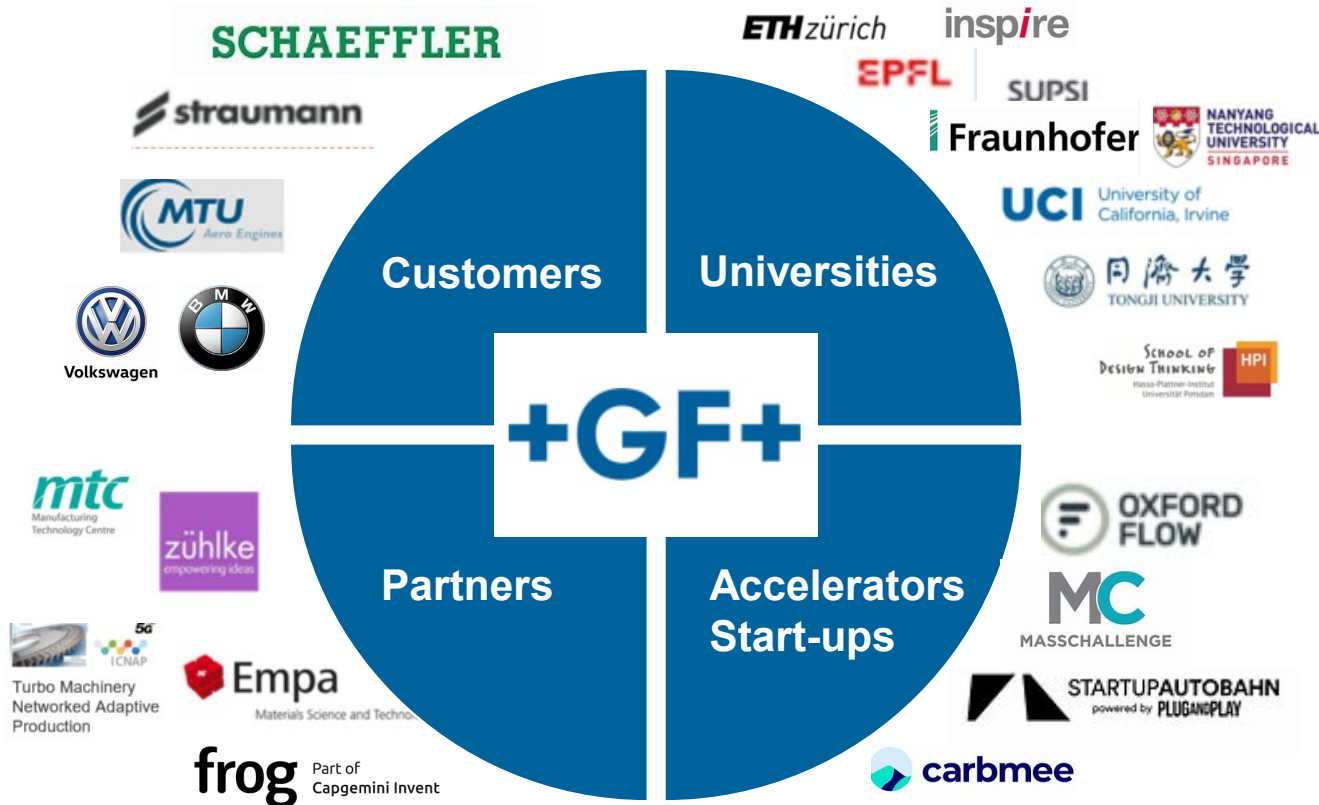 SCHAEFFLER
straumann
MTU
Aero Engines
Volkswagen
BMW
Customers
ETH zürich
inspire
EPFL
SUPSI
Fraunhofer
NANYANG
TECHNOLOGICAL
UNIVERSITY
SINGAPORE
UCI
University of
California, Irvine
同濟大學
TONGJI UNIVERSITY
SCHOOL OF
DESIGN THINKING
HPI
Hasso-Plattner-Institut
Universität Potsdam
Universities
+GF+
mtc
Manufacturing
Technology Centre
zühlke
empowering ideas
5G
ICNAP
Turbo Machinery
Networked Adaptive
Production
Empa
Materials Science and Technol
frog
Part of
Capgemini Invent
Partners
Accelerators
Start-ups
OXFORD
FLOW
MC
MASSCHALLENGE
STARTUPAUTOBAHN
powered by PLUGANDPLAY
carbmee